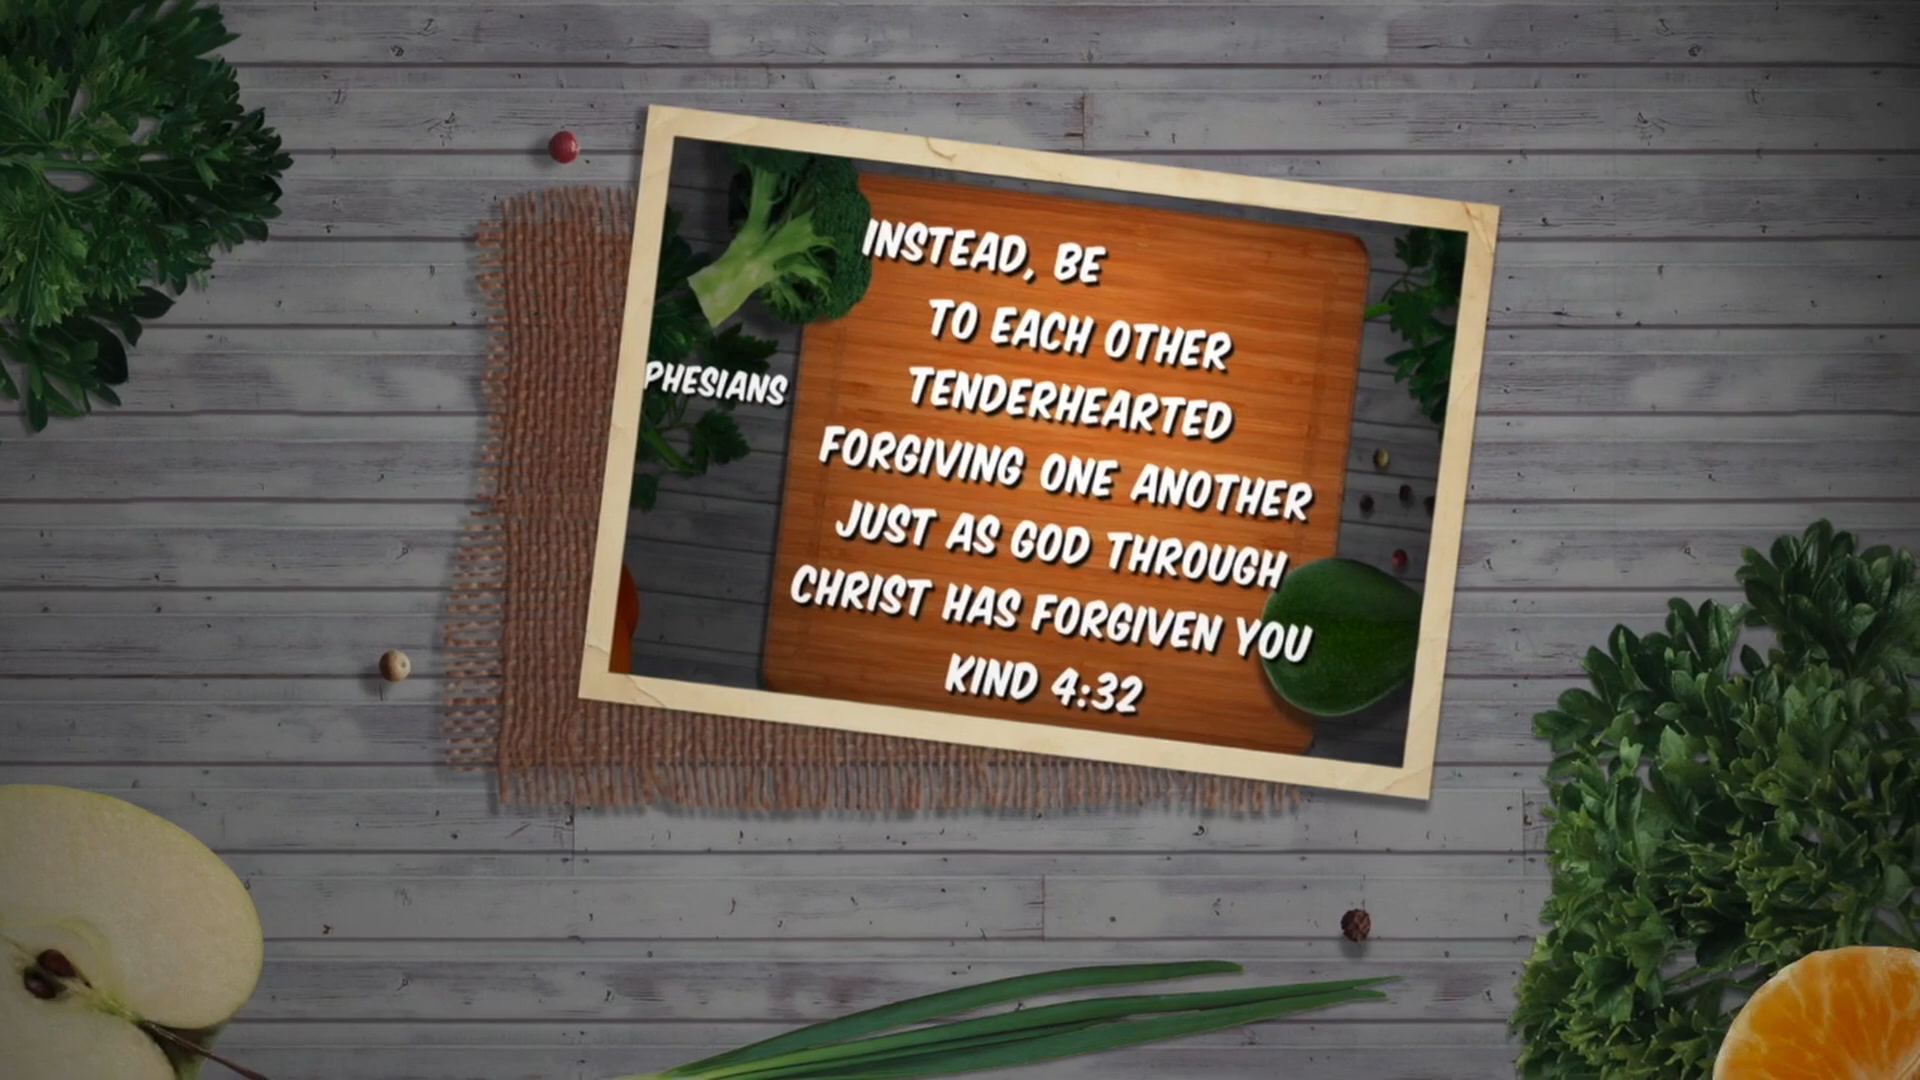 INSTEAD, BE
TO EACH OTHER
PHESIANS
TENDERHEARTED
FORGIVING ONE ANOTHER
JUST AS GOD THROUGH
CHRIST HAS FORGIVEN YOU
KIND 4:32